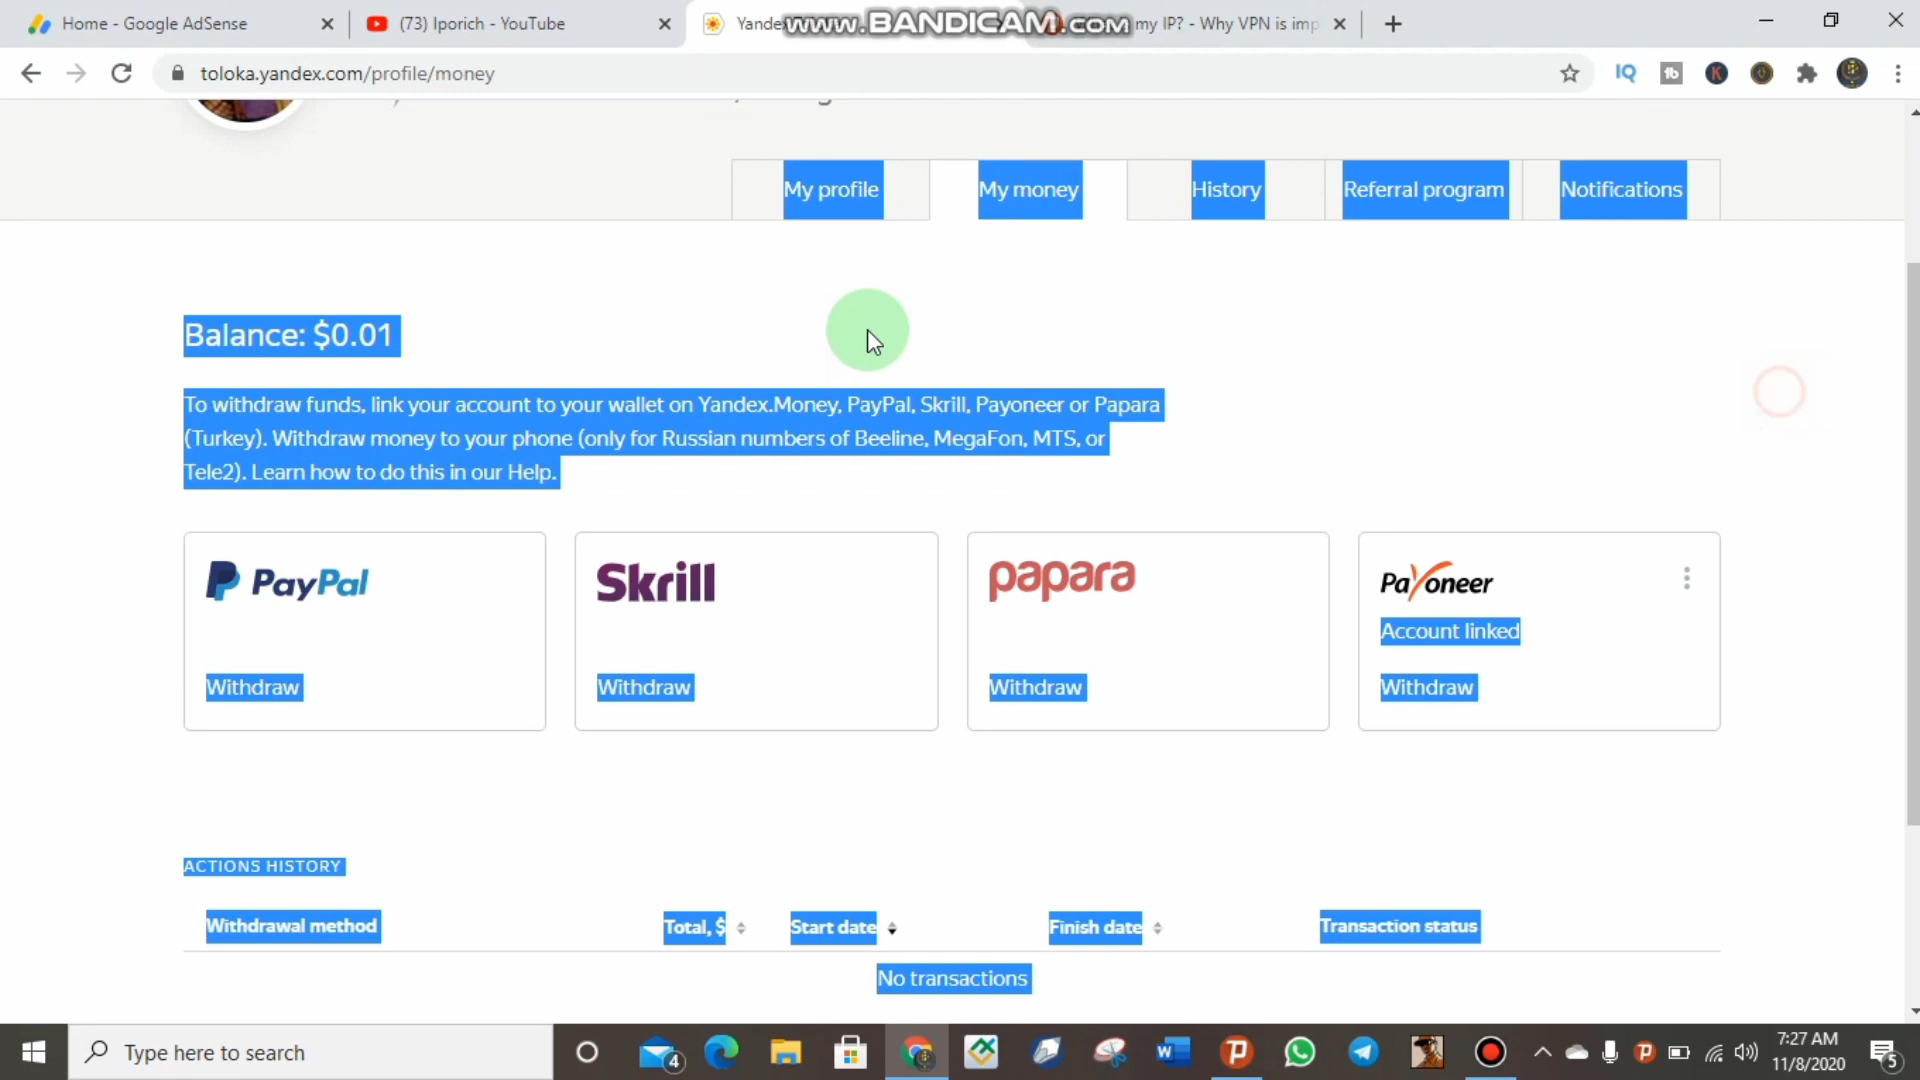 Home - Google AdSense
(73) Iporich - YouTube
www.BANDICAM.com
my IP? - Why VPN is imp
toloka.yandex.com/profile/money
My profile
My money
History
Referral program
Notifications
Balance: $0.01
To withdraw funds, link your account to your wallet on Yandex.Money, PayPal, Skrill, Payoneer or Papara
(Turkey). Withdraw money to your phone (only for Russian numbers of Beeline, MegaFon, MTS, or
Tele2). Learn how to do this in our Help.
PayPal
Skrill
papara
Payoneer
Account linked
Withdraw
Withdraw
Withdraw
Withdraw
ACTIONS HISTORY
Withdrawal method
Total, $
Start date
Finish date
Transaction status
No transactions
Type here to search
4
7:27 AM
11/8/2020
5